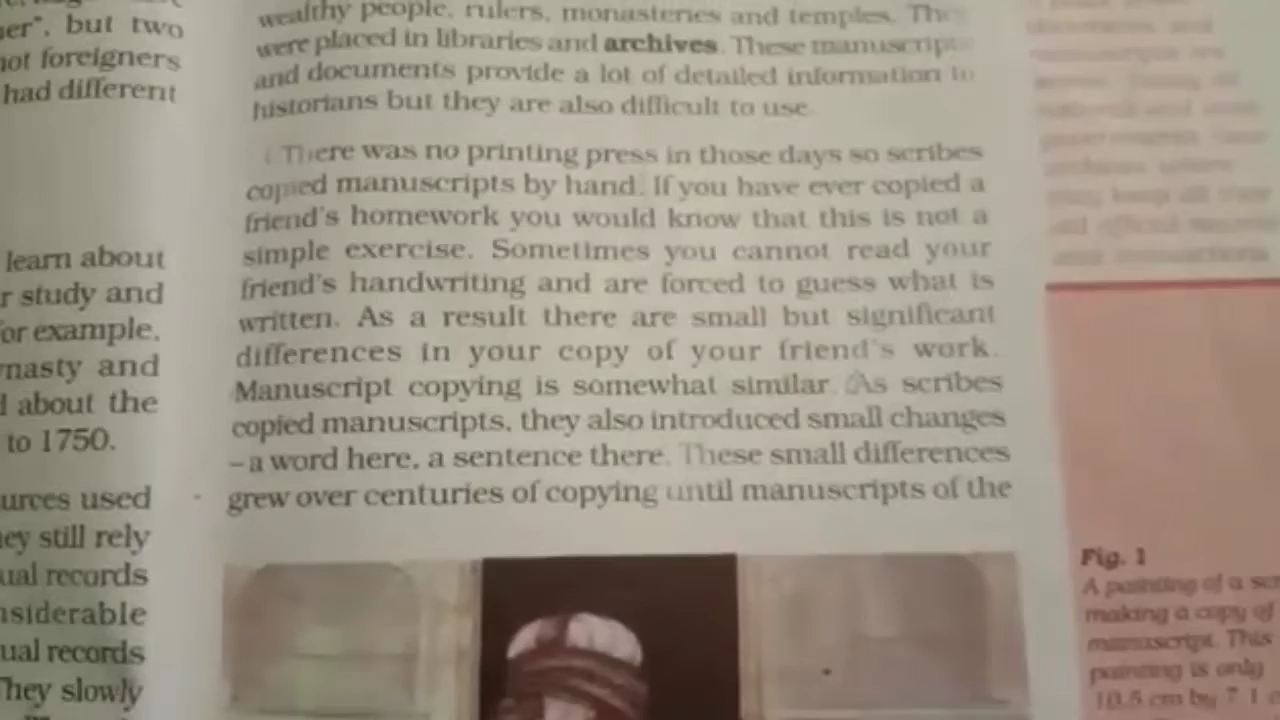 er", but two
not foreigners
had different
learn about
r study and
or example,
nasty and
d about the
to 1750.
urces used
ey still rely
ual records
nsiderable
ual records
They slowly
wealthy people, rulers, monasteries and temples. They
were placed in libraries and archives. These manuscripts
and documents provide a lot of detailed information to
historians but they are also difficult to use.
There was no printing press in those days so scribes
copied manuscripts by hand. If you have ever copied a
friend's homework you would know that this is not a
simple exercise. Sometimes you cannot read your
friend's handwriting and are forced to guess what is
written. As a result there are small but significant
differences in your copy of your friend's work.
Manuscript copying is somewhat similar. As scribes
copied manuscripts, they also introduced small changes
– a word here, a sentence there. These small differences
grew over centuries of copying until manuscripts of the
Fig. 1
A painting of a scr
making a copy of
manuscript. This
painting is only
10.5 cm by 7.1 c